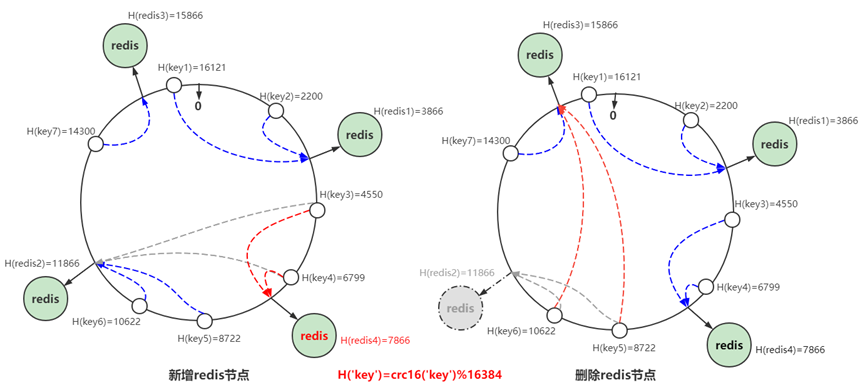 H(redis3)=15866
redis
H(key1)=16121
0
H(key2)=2200
H(redis1)=3866
redis
H(key7)=14300
H(key3)=4550
H(key4)=6799
H(redis2)=11866
redis
H(key6)=10622
H(key5)=8722
redis
H(redis4)=7866
新增redis节点
H('key')=crc16('key')%16384
H(redis3)=15866
redis
H(key1)=16121
0
H(key2)=2200
H(redis1)=3866
redis
H(key7)=14300
H(key3)=4550
H(key4)=6799
H(redis2)=11866
redis
H(key6)=10622
H(key5)=8722
redis
H(redis4)=7866
删除redis节点